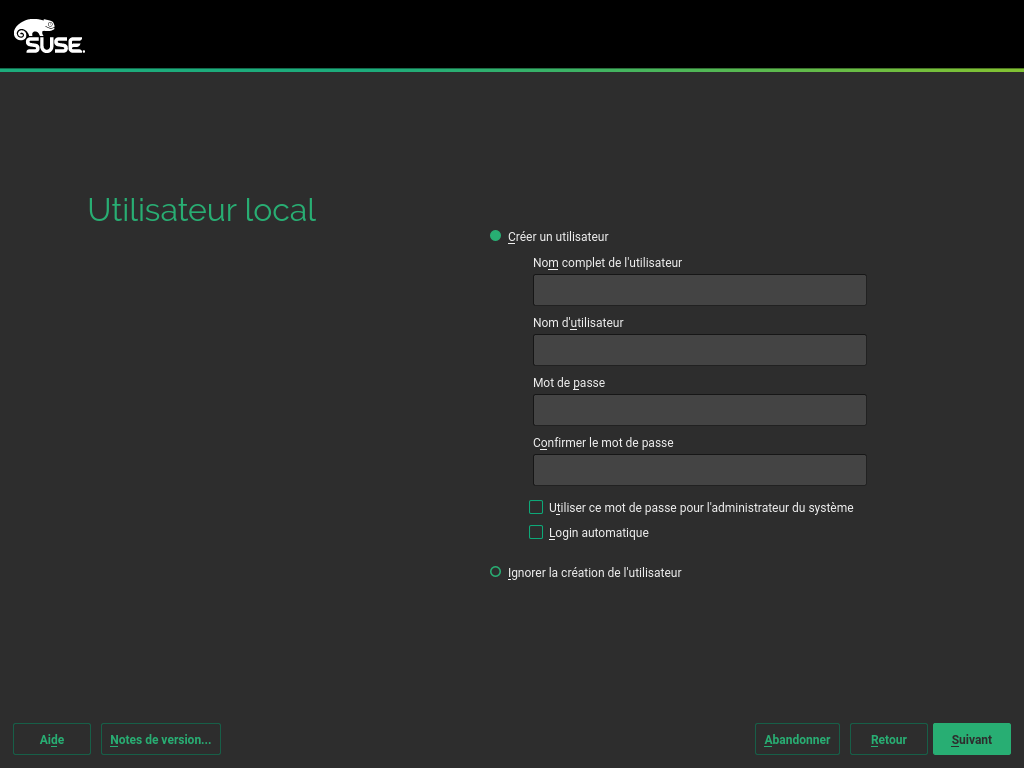 SUSE.
Utilisateur local
Créer un utilisateur
Nom complet de l'utilisateur
Nom d'utilisateur
Mot de passe
Confirmer le mot de passe
Utiliser ce mot de passe pour l'administrateur du système
Login automatique
Ignorer la création de l'utilisateur
Aide
Notes de version...
Abandonner
Retour
Suivant